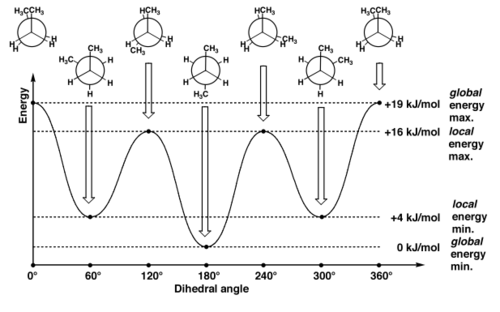 H₃CCH₃
H H H H
H₃C CH₃
H H H
H
HCH₃
H H H
CH₃
CH₃
H H
H H
H₃C
HCH₃
H CH₃
H H
CH₃
H CH₃
H H
H
H₃CCH₃
H H H H
Energy
+19 kJ/mol
global
energy
max.
+16 kJ/mol
local
energy
max.
+4 kJ/mol
local
energy
min.
0 kJ/mol
global
energy
min.
0° 60° 120° 180° 240° 300° 360°
Dihedral angle